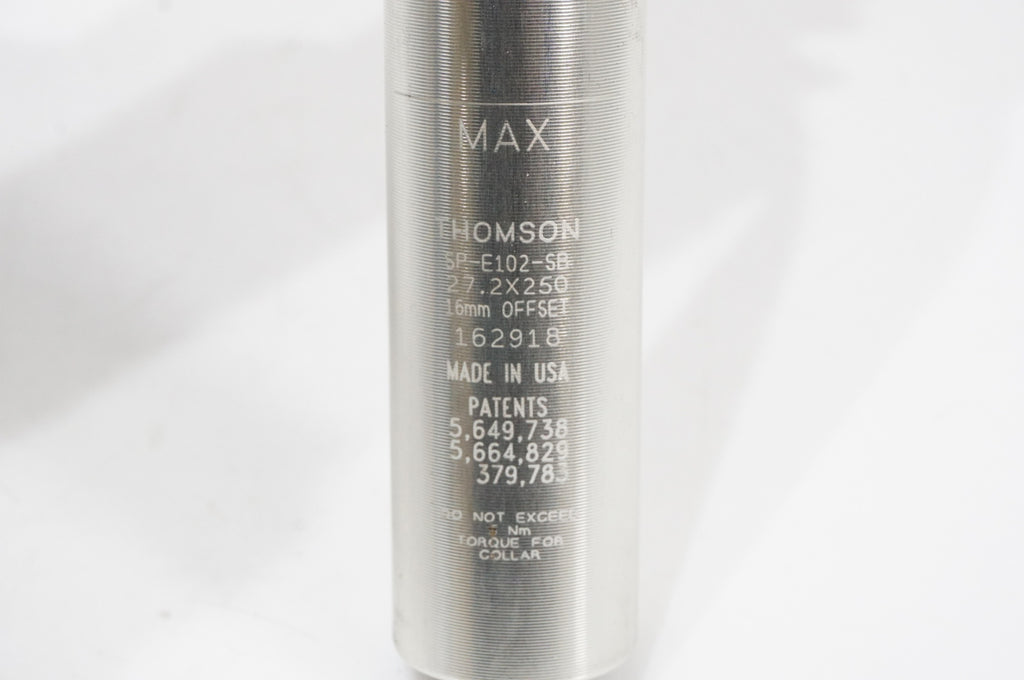 MAX
THOMSON
SP-E102-SB
27.2X250
16mm OFFSET
162918
MADE IN USA
PATENTS
5,649,738
5,664,829
379,783
DO NOT EXCEED
Nm
TORQUE FOR
COLLAR